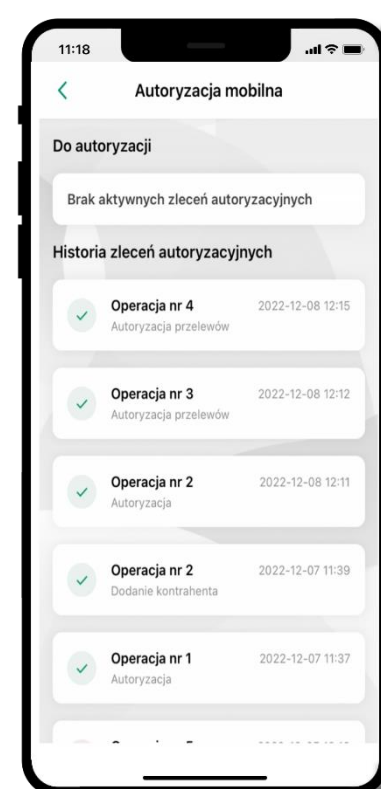 11:18
Autoryzacja mobilna
Do autoryzacji
Brak aktywnych zleceń autoryzacyjnych
Historia zleceń autoryzacyjnych
Operacja nr 4 2022-12-08 12:15
Autoryzacja przelewów
Operacja nr 3 2022-12-08 12:12
Autoryzacja przelewów
Operacja nr 2 2022-12-08 12:11
Autoryzacja
Operacja nr 2 2022-12-07 11:39
Dodanie kontrahenta
Operacja nr 1 2022-12-07 11:37
Autoryzacja